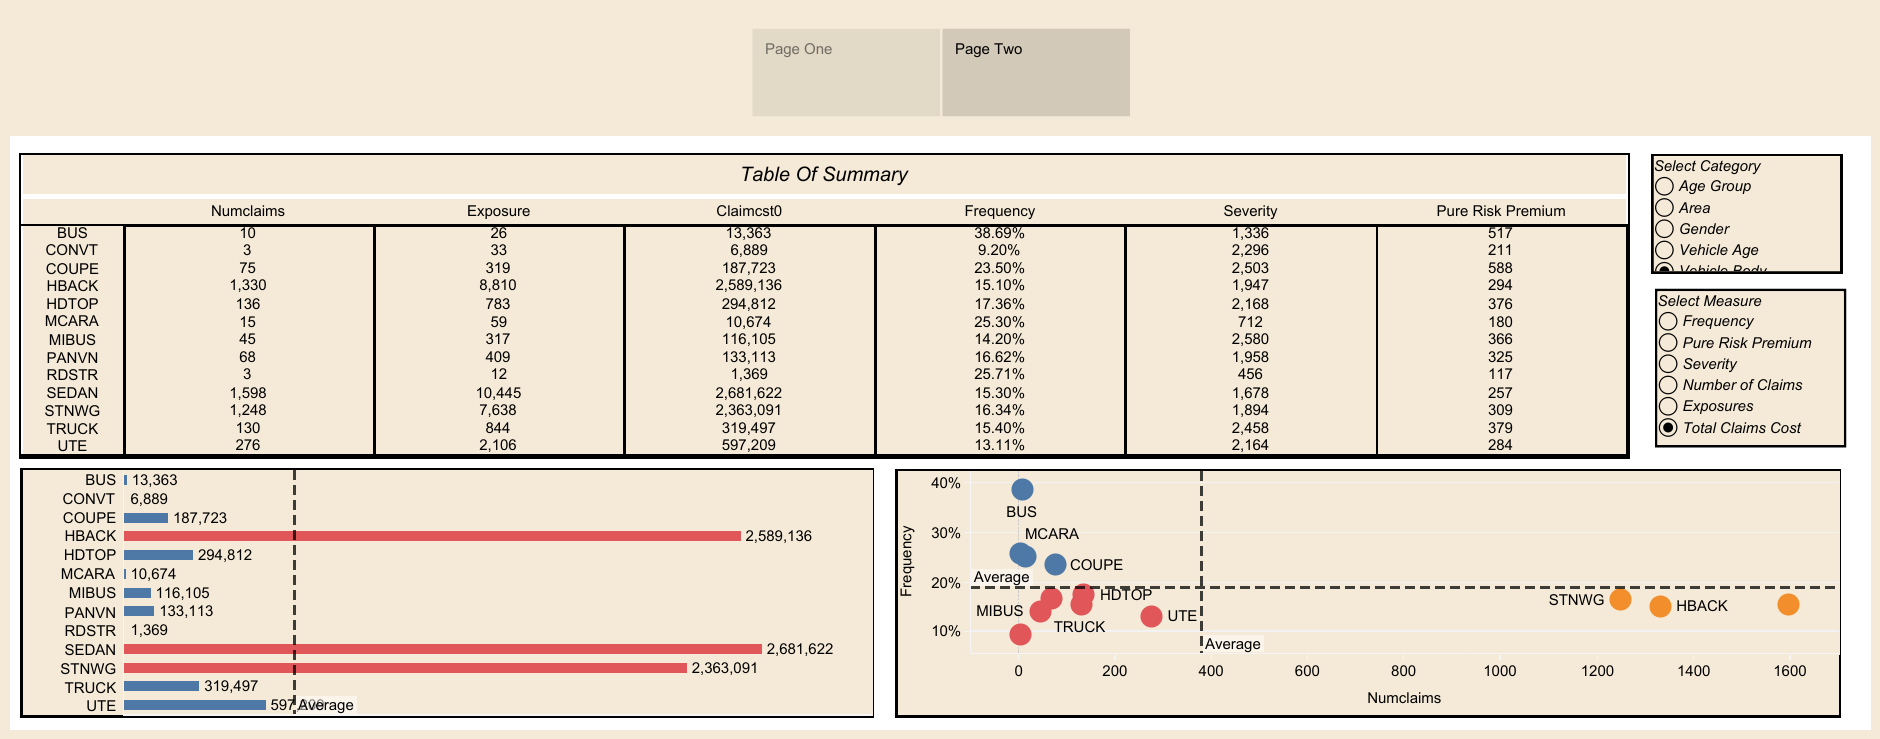 Page One
Page Two
Table Of Summary
Numclaims Exposure Claimcst0 Frequency Severity Pure Risk Premium
BUS 10 26 13,363 38.69% 1,336 517
CONVT 3 33 6,889 9.20% 2,296 211
COUPE 75 319 187,723 23.50% 2,503 588
HBACK 1,330 8,810 2,589,136 15.10% 1,947 294
HDTOP 136 783 294,812 17.36% 2,168 376
MCARA 15 59 10,674 25.30% 712 180
MIBUS 45 317 116,105 14.20% 2,580 366
PANVN 68 409 133,113 16.62% 1,958 325
RDSTR 3 12 1,369 25.71% 456 117
SEDAN 1,598 10,445 2,681,622 15.30% 1,678 257
STNWG 1,248 7,638 2,363,091 16.34% 1,894 309
TRUCK 130 844 319,497 15.40% 2,458 379
UTE 276 2,106 597,209 13.11% 2,164 284
Select Category
Age Group
Area
Gender
Vehicle Age
Vehicle Body
Select Measure
Frequency
Pure Risk Premium
Severity
Number of Claims
Exposures
Total Claims Cost
BUS 13,363
CONVT 6,889
COUPE 187,723
HBACK 2,589,136
HDTOP 294,812
MCARA 10,674
MIBUS 116,105
PANVN 133,113
RDSTR 1,369
SEDAN 2,681,622
STNWG 2,363,091
TRUCK 319,497
UTE 597,209 Average
Frequency
40%
30%
20%
10%
BUS
MCARA
COUPE
Average
HDTOP
MIBUS
TRUCK
UTE
STNWG
HBACK
Average
0 200 400 600 800 1000 1200 1400 1600
Numclaims